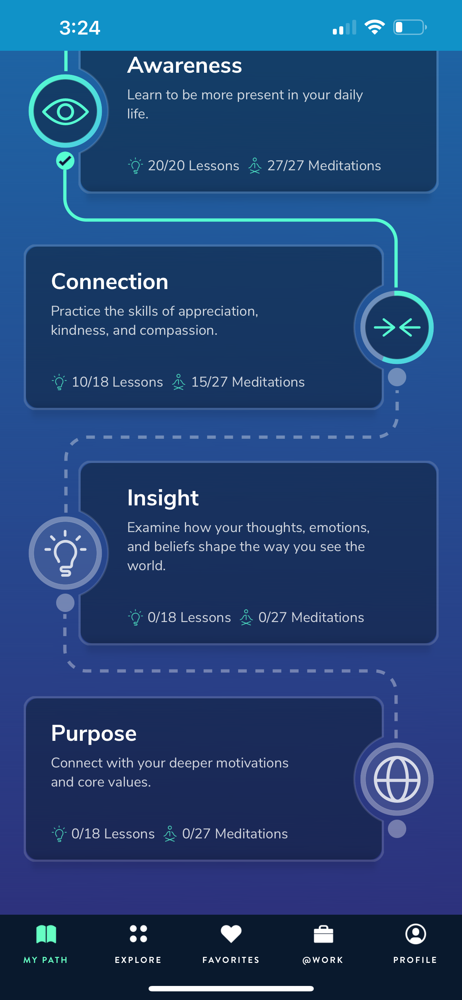 3:24
Awareness
Learn to be more present in your daily
life.
20/20 Lessons 27/27 Meditations
Connection
Practice the skills of appreciation,
kindness, and compassion.
10/18 Lessons 15/27 Meditations
Insight
Examine how your thoughts, emotions,
and beliefs shape the way you see the
world.
0/18 Lessons 0/27 Meditations
Purpose
Connect with your deeper motivations
and core values.
0/18 Lessons 0/27 Meditations
MY PATH EXPLORE FAVORITES @WORK PROFILE